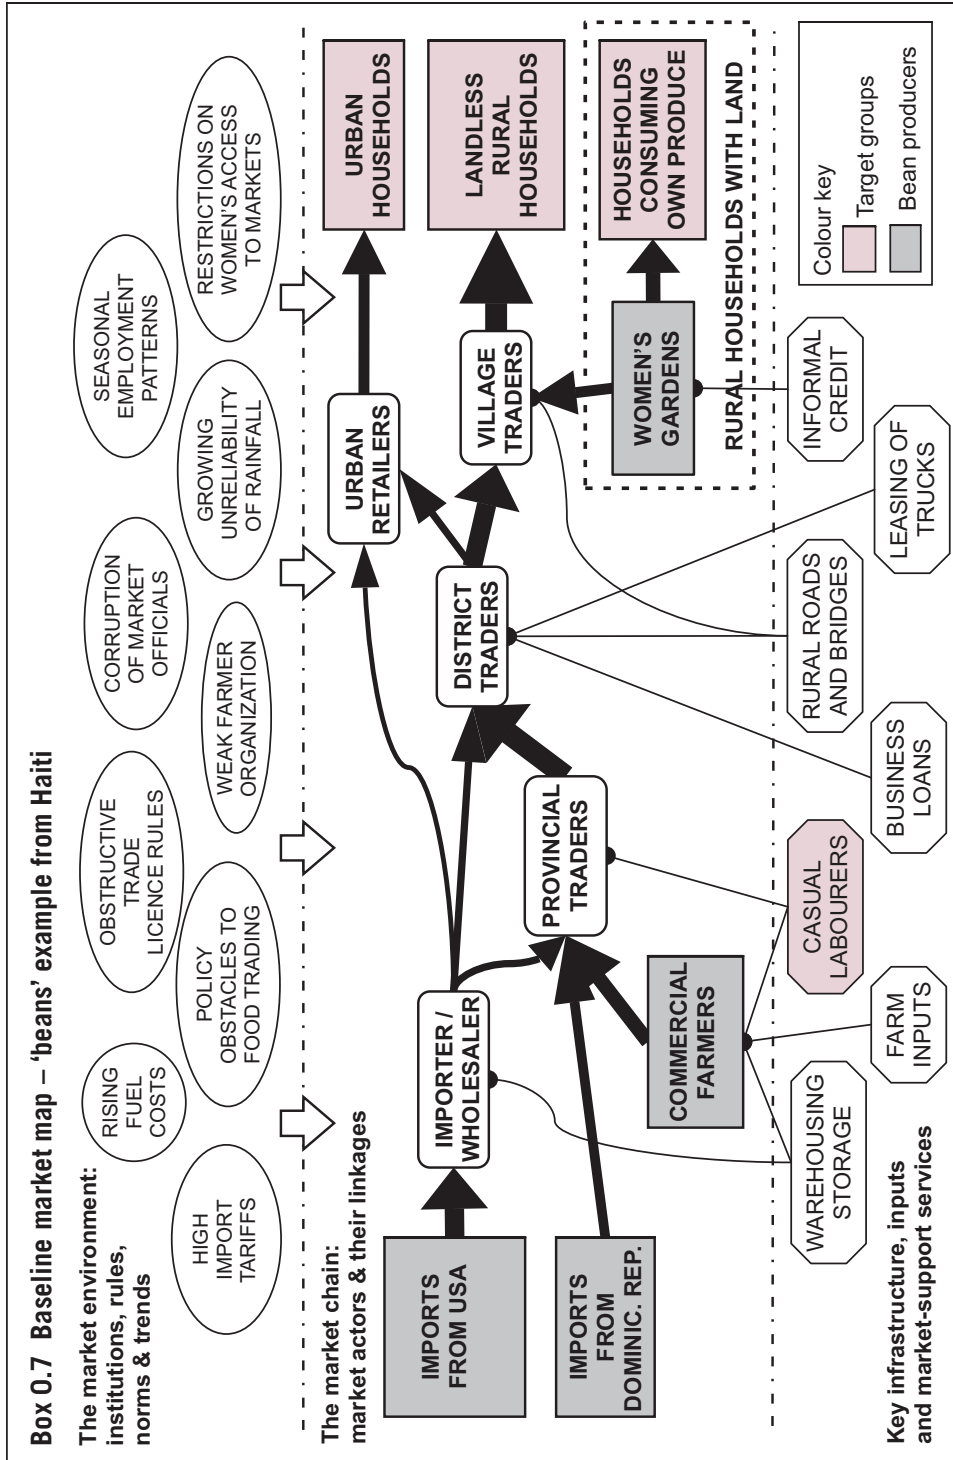 Box 0.7 Baseline market map – 'beans' example from Haiti
The market environment:
institutions, rules,
norms & trends
HIGH
IMPORT
TARIFFS
RISING
FUEL
COSTS
POLICY
OBSTACLES TO
FOOD TRADING
OBSTRUCTIVE
TRADE
LICENCE RULES
WEAK FARMER
ORGANIZATION
CORRUPTION
OF MARKET
OFFICIALS
GROWING
UNRELIABILITY
OF RAINFALL
SEASONAL
EMPLOYMENT
PATTERNS
RESTRICTIONS ON
WOMEN'S ACCESS
TO MARKETS
The market chain:
market actors & their linkages
IMPORTS
FROM USA
IMPORTS
FROM
DOMINIC. REP.
IMPORTER /
WHOLESALER
COMMERCIAL
FARMERS
PROVINCIAL
TRADERS
DISTRICT
TRADERS
URBAN
RETAILERS
VILLAGE
TRADERS
WOMEN'S
GARDENS
URBAN
HOUSEHOLDS
LANDLESS
RURAL
HOUSEHOLDS
HOUSEHOLDS
CONSUMING
OWN PRODUCE
RURAL HOUSEHOLDS WITH LAND
Key infrastructure, inputs
and market-support services
WAREHOUSING
STORAGE
FARM
INPUTS
CASUAL
LABOURERS
BUSINESS
LOANS
RURAL ROADS
AND BRIDGES
LEASING OF
TRUCKS
INFORMAL
CREDIT
Colour key
Target groups
Bean producers